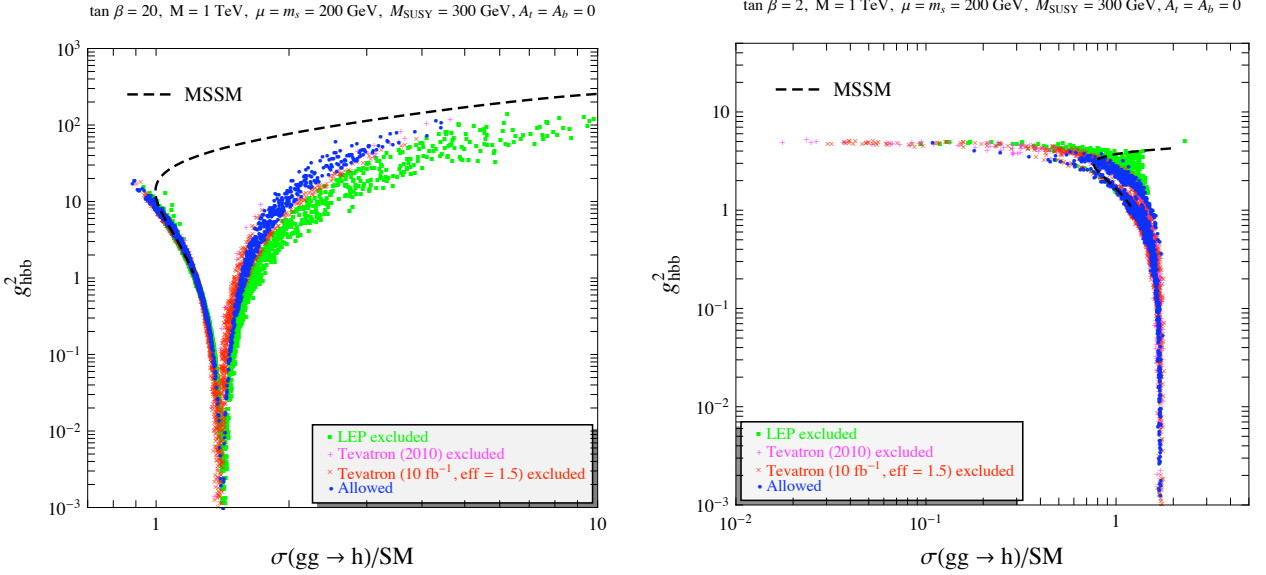 tan β = 20, M = 1 TeV, μ = mₛ = 200 GeV, M_SUSY = 300 GeV, Aₜ = A_b = 0
10³
10²
10
1
10⁻¹
10⁻²
10⁻³
g²_hbb
MSSM
LEP excluded
Tevatron (2010) excluded
Tevatron (10 fb⁻¹, eff = 1.5) excluded
Allowed
1
10
σ(gg → h)/SM
tan β = 2, M = 1 TeV, μ = mₛ = 200 GeV, M_SUSY = 300 GeV, Aₜ = A_b = 0
10
1
10⁻¹
10⁻²
10⁻³
g²_hbb
MSSM
LEP excluded
Tevatron (2010) excluded
Tevatron (10 fb⁻¹, eff = 1.5) excluded
Allowed
10⁻²
10⁻¹
1
σ(gg → h)/SM